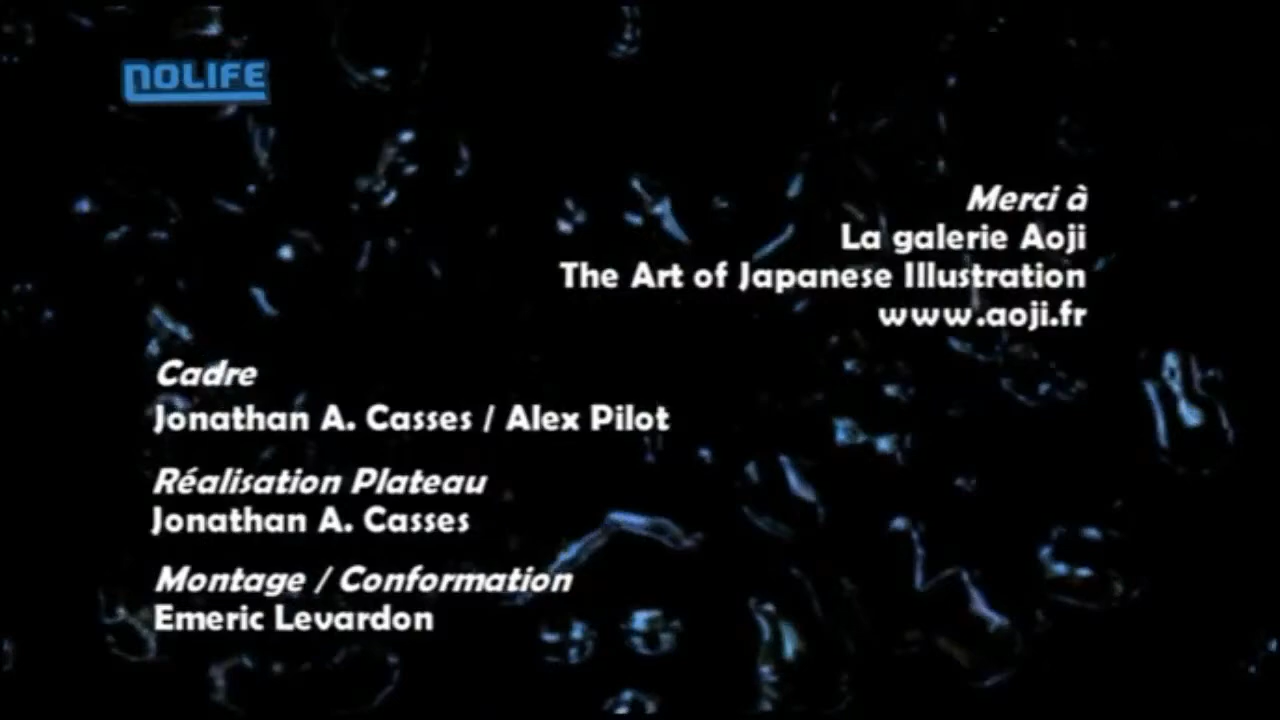 NOLIFE
Merci à
La galerie Aoji
The Art of Japanese Illustration
www.aoji.fr
Cadre
Jonathan A. Casses / Alex Pilot
Réalisation Plateau
Jonathan A. Casses
Montage / Conformation
Emeric Levardon